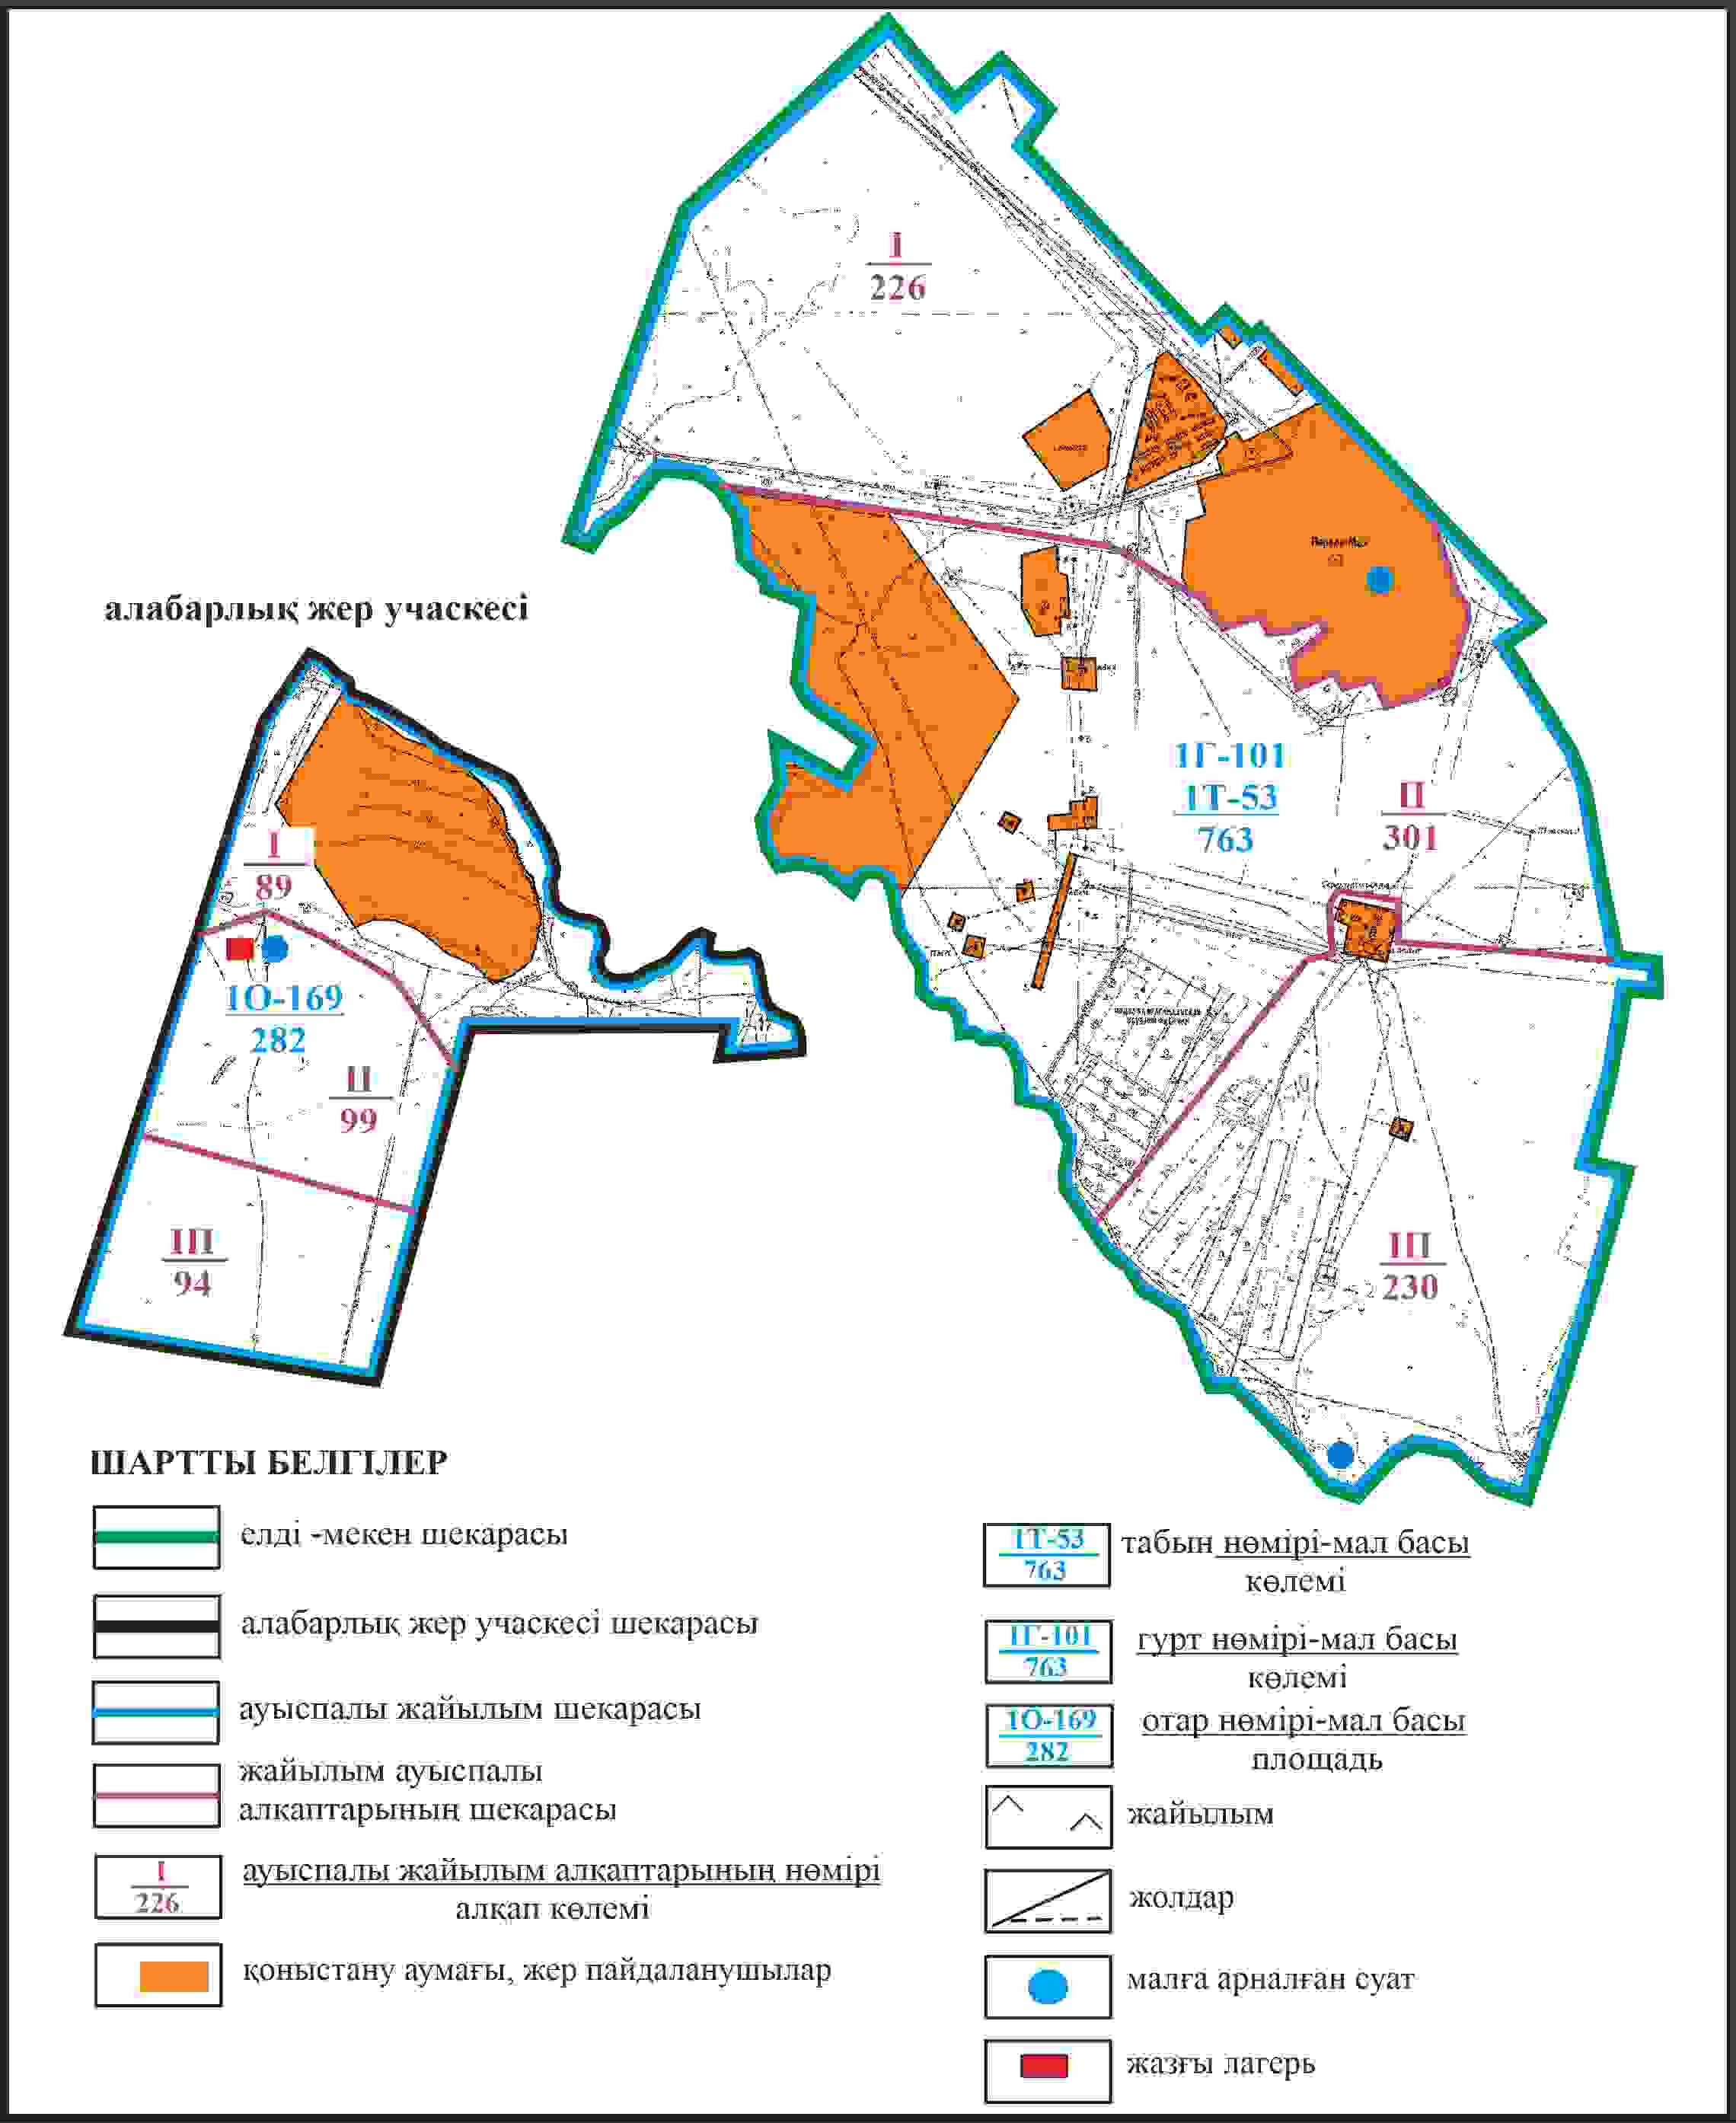 I
226
алабарлық жер учаскесі
1Г-101
1Т-53
763
II
301
I
89
1О-169
282
II
99
III
94
III
230
ШАРТТЫ БЕЛГІЛЕР
елді -мекен шекарасы
алабарлық жер учаскесі шекарасы
ауыспалы жайылым шекарасы
жайылым ауыспалы
алқаптарының шекарасы
I
226
ауыспалы жайылым алқаптарының нөмірі
алқап көлемі
қоныстану аумағы, жер пайдаланушылар
1Т-53
763
табын нөмірі-мал басы
көлемі
1Г-101
763
гурт нөмірі-мал басы
көлемі
1О-169
282
отар нөмірі-мал басы
площадь
жайылым
жолдар
малға арналған суат
жазғы лагерь